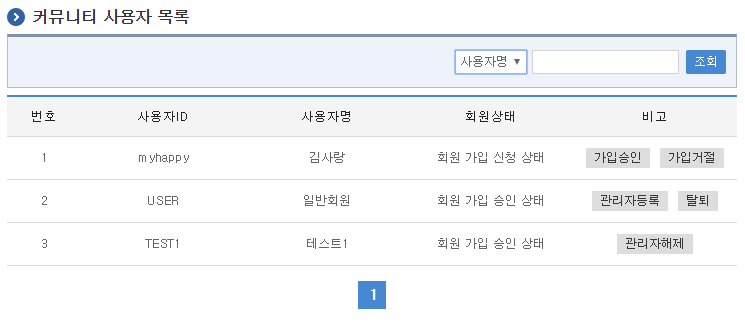 커뮤니티 사용자 목록
사용자명 ▼ 조회
번호 사용자ID 사용자명 회원상태 비고
1 myhappy 김사랑 회원 가입 신청 상태 가입승인 가입거절
2 USER 일반회원 회원 가입 승인 상태 관리자등록 탈퇴
3 TEST1 테스트1 회원 가입 승인 상태 관리자해제
1